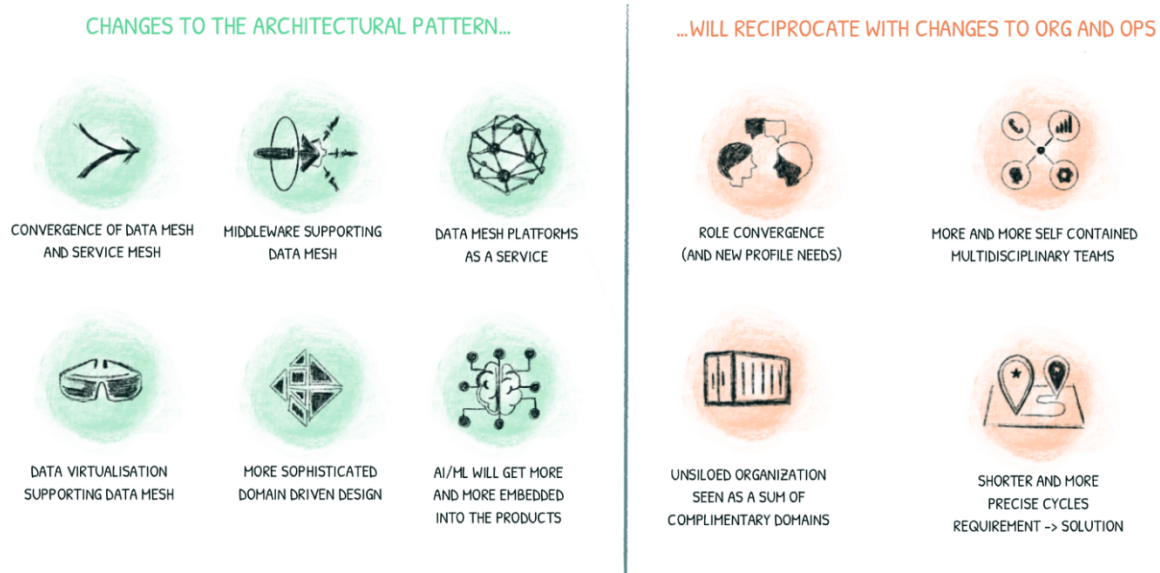 CHANGES TO THE ARCHITECTURAL PATTERN...
CONVERGENCE OF DATA MESH
AND SERVICE MESH
MIDDLEWARE SUPPORTING
DATA MESH
DATA MESH PLATFORMS
AS A SERVICE
DATA VIRTUALISATION
SUPPORTING DATA MESH
MORE SOPHISTICATED
DOMAIN DRIVEN DESIGN
AI/ML WILL GET MORE
AND MORE EMBEDDED
INTO THE PRODUCTS
...WILL RECIPROCATE WITH CHANGES TO ORG AND OPS
ROLE CONVERGENCE
(AND NEW PROFILE NEEDS)
MORE AND MORE SELF CONTAINED
MULTIDISCIPLINARY TEAMS
UNSILOED ORGANIZATION
SEEN AS A SUM OF
COMPLIMENTARY DOMAINS
SHORTER AND MORE
PRECISE CYCLES
REQUIREMENT -> SOLUTION